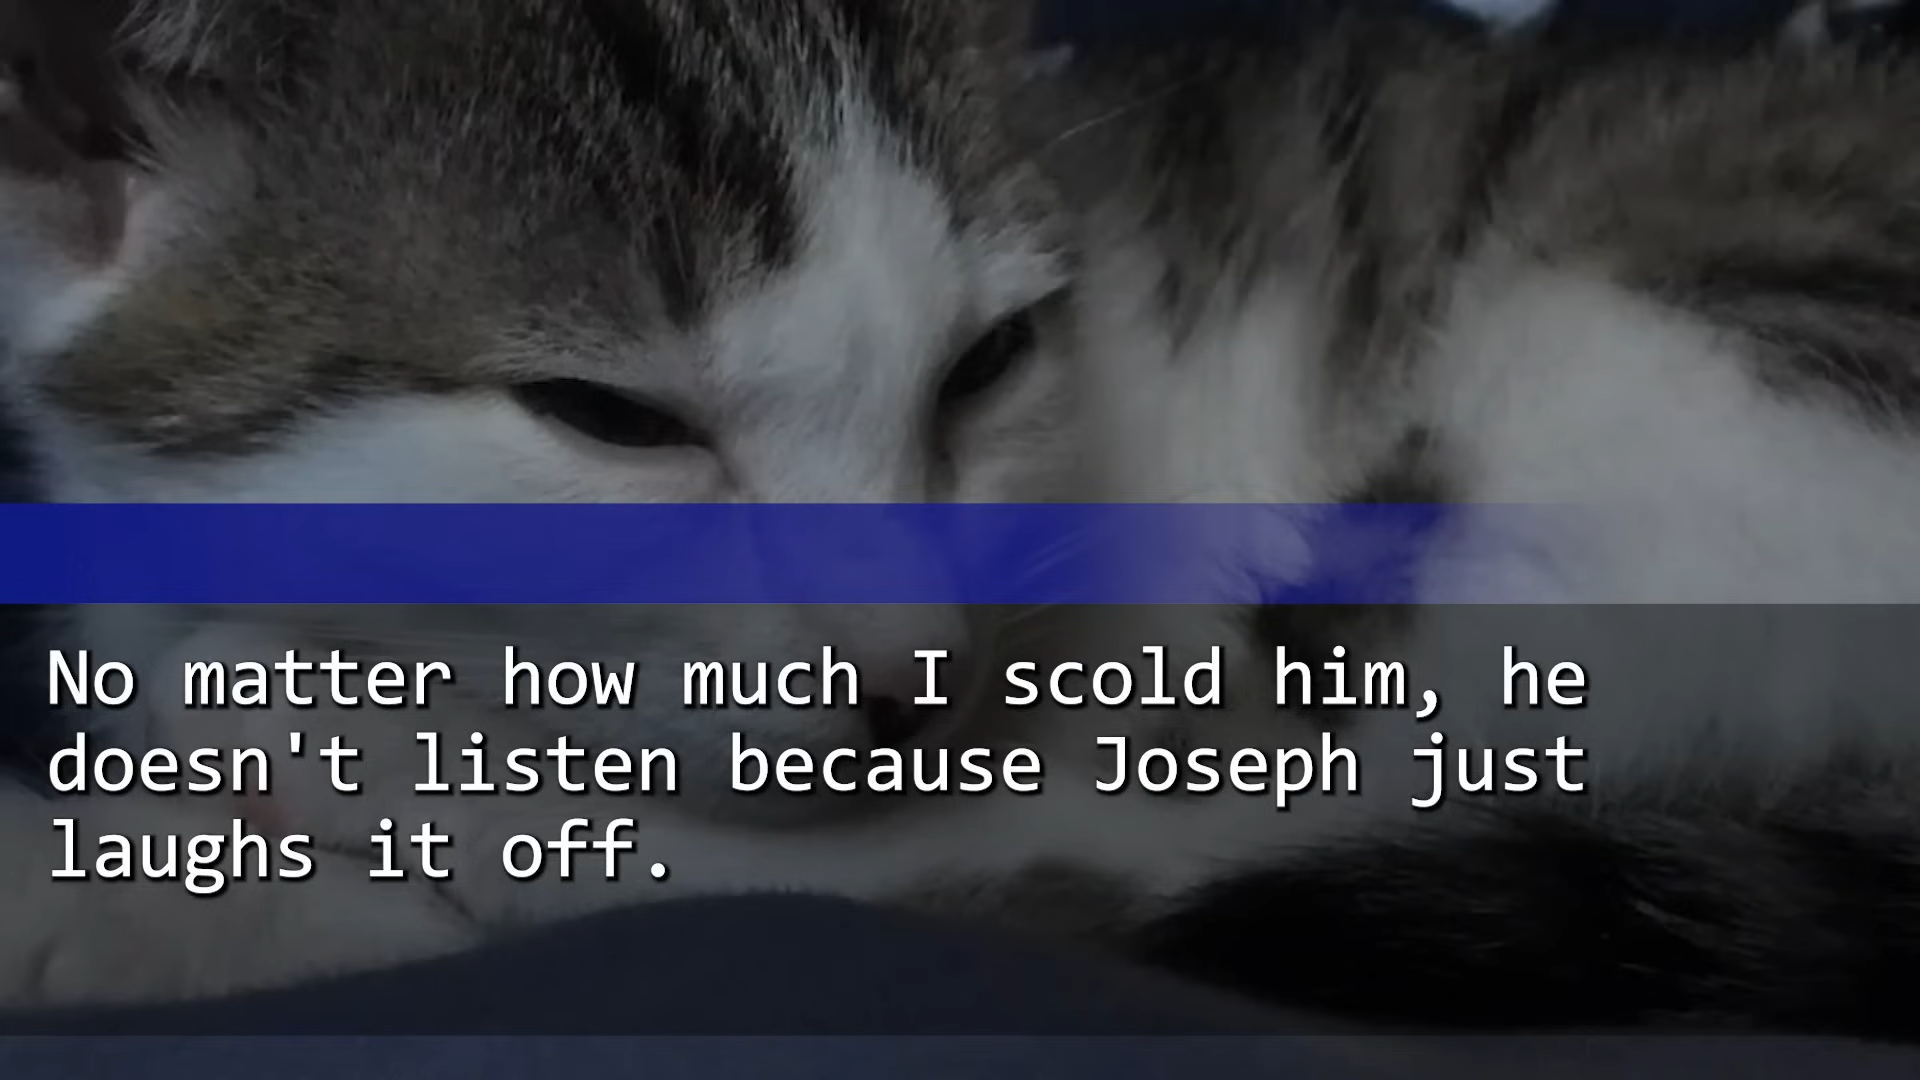 No matter how much I scold him, he
doesn't listen because Joseph just
laughs it off.